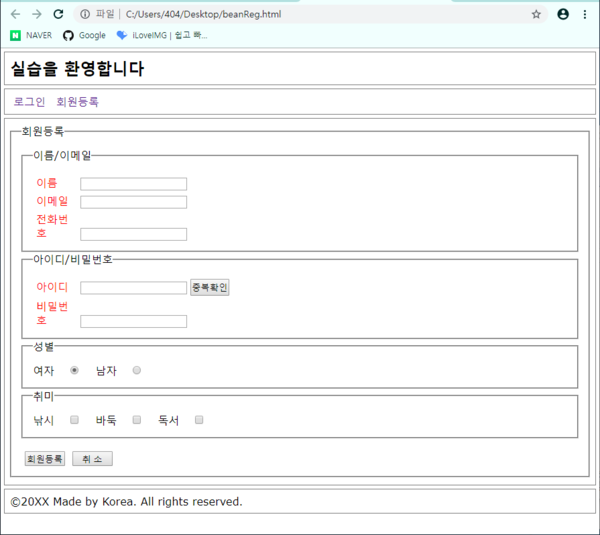 파일 | C:/Users/404/Desktop/beanReg.html
NAVER Google iLoveIMG | 쉽고 빠...
실습을 환영합니다
로그인 회원등록
회원등록
이름/이메일
이름
이메일
전화번
호
아이디/비밀번호
아이디 중복확인
비밀번
호
성별
여자 남자
취미
낚시 바둑 독서
회원등록 취 소
©20XX Made by Korea. All rights reserved.